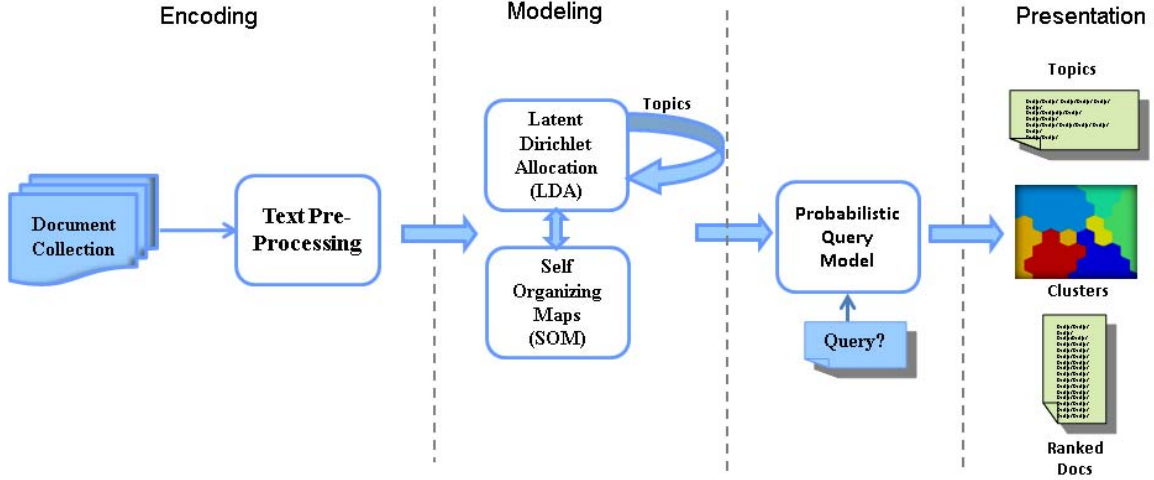 Encoding
Modeling
Presentation
Document
Collection
Text Pre-
Processing
Latent
Dirichlet
Allocation
(LDA)
Topics
Self
Organizing
Maps
(SOM)
Probabilistic
Query
Model
Query?
Topics
Clusters
Ranked
Docs